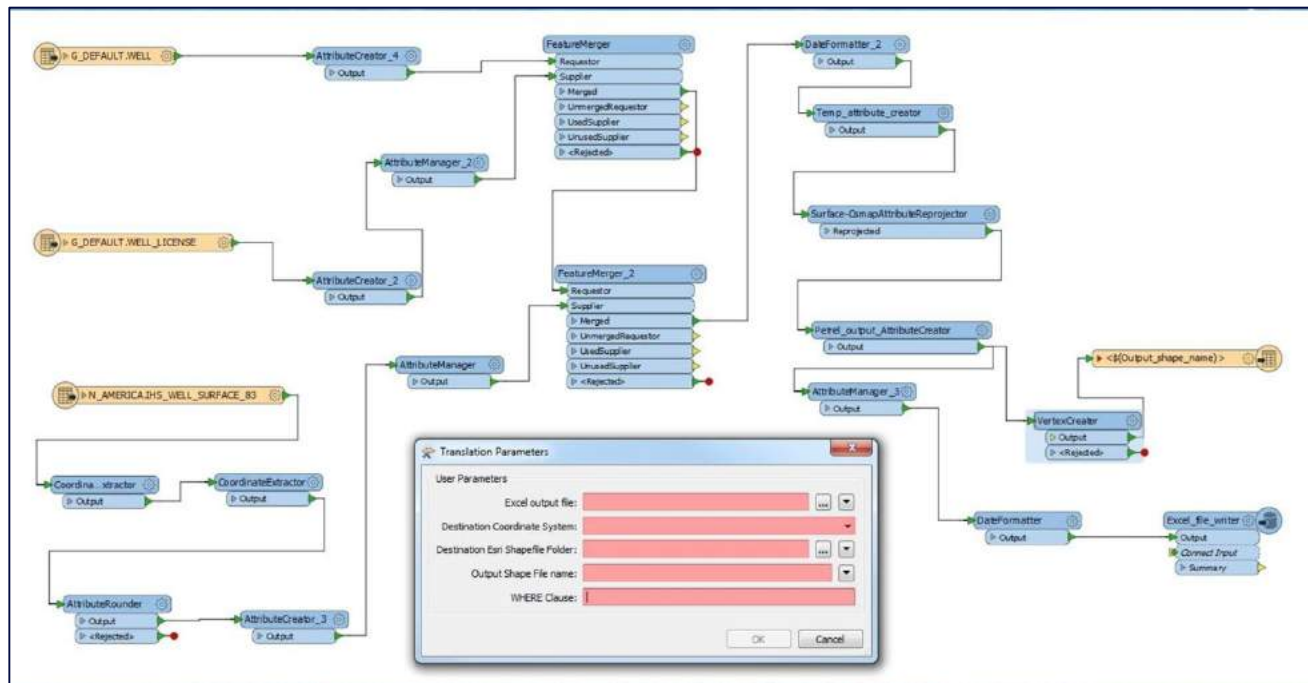 G_DEFAULT.WELL
AttributeCreator_4
Output
FeatureMerger
Requestor
Supplier
Merged
UnmergedRequestor
UsedSupplier
UnusedSupplier
<Rejected>
DateFormatter_2
Output
Temp_attribute_creator
Output
AttributeManager_2
Output
Surface-CsmapAttributeReprojector
Reprojected
G_DEFAULT.WELL_LICENSE
AttributeCreator_2
Output
FeatureMerger_2
Requestor
Supplier
Merged
UnmergedRequestor
UsedSupplier
UnusedSupplier
<Rejected>
Petrel_output_AttributeCreator
Output
<$(Output_shape_name)>
AttributeManager
Output
AttributeManager_3
Output
N_AMERICA.IHS_WELL_SURFACE_83
VertexCreator
Output
<Rejected>
Coordina...xtractor
Output
CoordinateExtractor
Output
Translation Parameters
User Parameters
Excel output file:
...
Destination Coordinate System:
Destination Esri Shapefile Folder:
...
Output Shape File name:
WHERE Clause:
OK
Cancel
DateFormatter
Output
Excel_file_writer
Output
Connect Input
Summary
AttributeRounder
Output
<Rejected>
AttributeCreator_3
Output